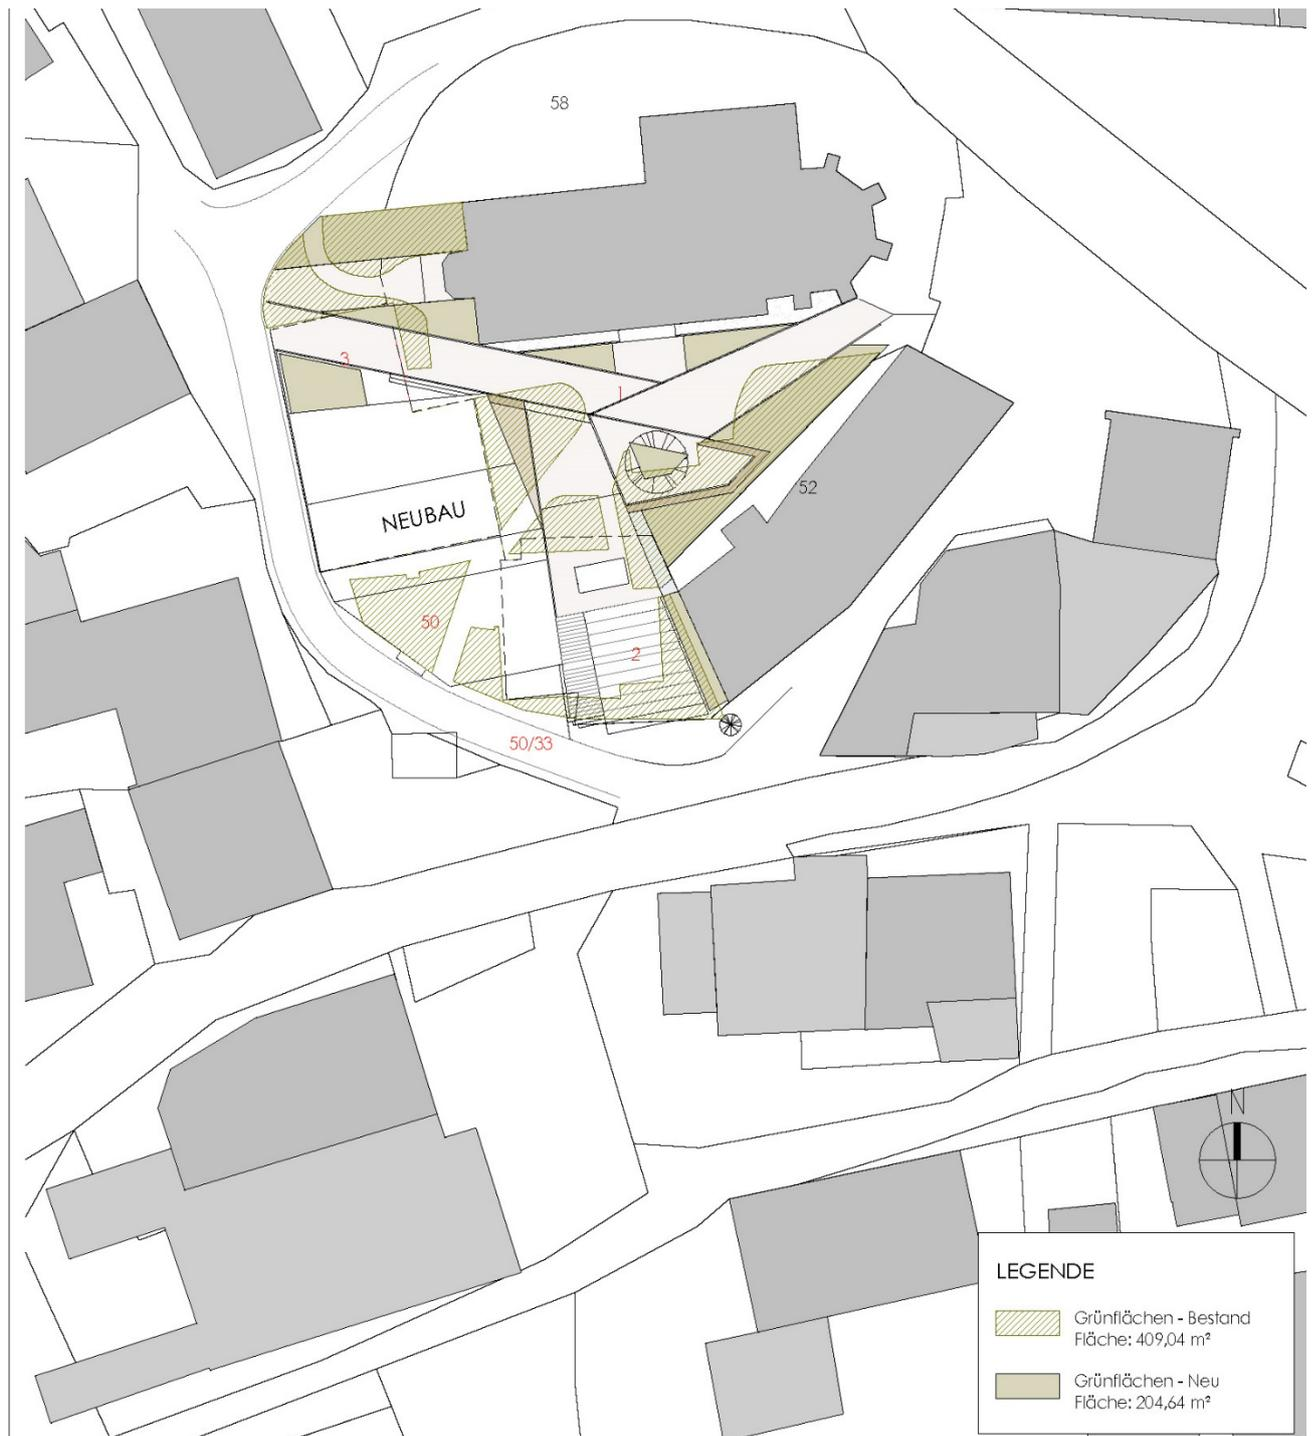 58
3
1
52
NEUBAU
50
2
50/33
N
LEGENDE
Grünflächen - Bestand
Fläche: 409,04 m²
Grünflächen - Neu
Fläche: 204,64 m²